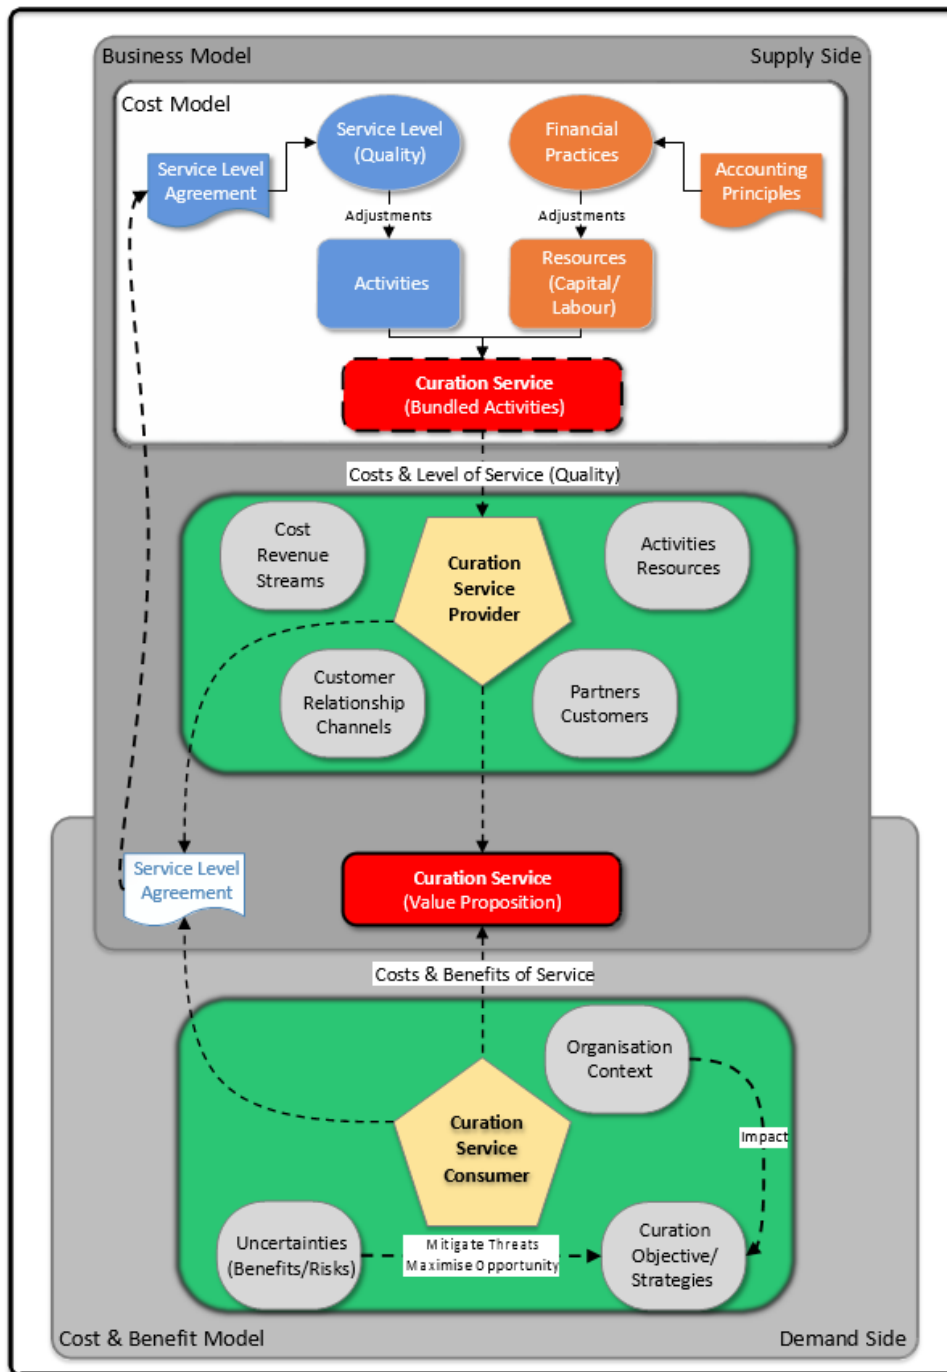 Business Model
Supply Side
Cost Model
Service Level
(Quality)
Financial
Practices
Service Level
Agreement
Accounting
Principles
Adjustments
Adjustments
Activities
Resources
(Capital/
Labour)
Curation Service
(Bundled Activities)
Costs & Level of Service (Quality)
Cost
Revenue
Streams
Activities
Resources
Curation
Service
Provider
Customer
Relationship
Channels
Partners
Customers
Service Level
Agreement
Curation Service
(Value Proposition)
Costs & Benefits of Service
Organisation
Context
Impact
Curation
Service
Consumer
Uncertainties
(Benefits/Risks)
Mitigate Threats
Maximise Opportunity
Curation
Objective/
Strategies
Cost & Benefit Model
Demand Side